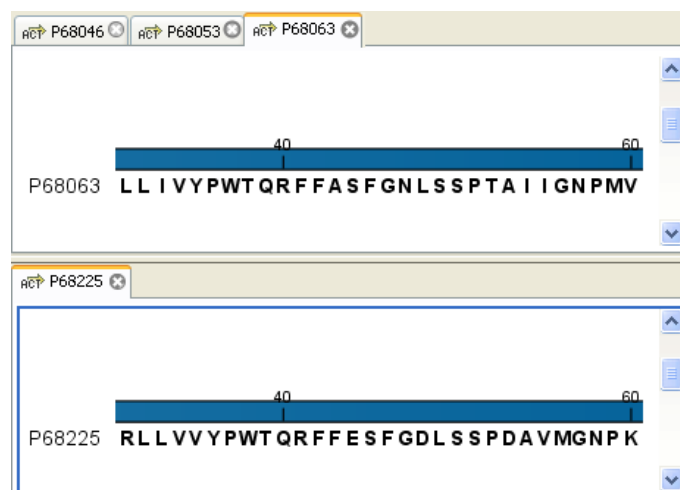 P68046 P68053 P68063
40 60
P68063 LLIVYPWTQRFFASFGNLSSPTAIIGNPMV
P68225
40 60
P68225 RLLVVYPWTQRFFESFGDLSSPDAVMGNPK